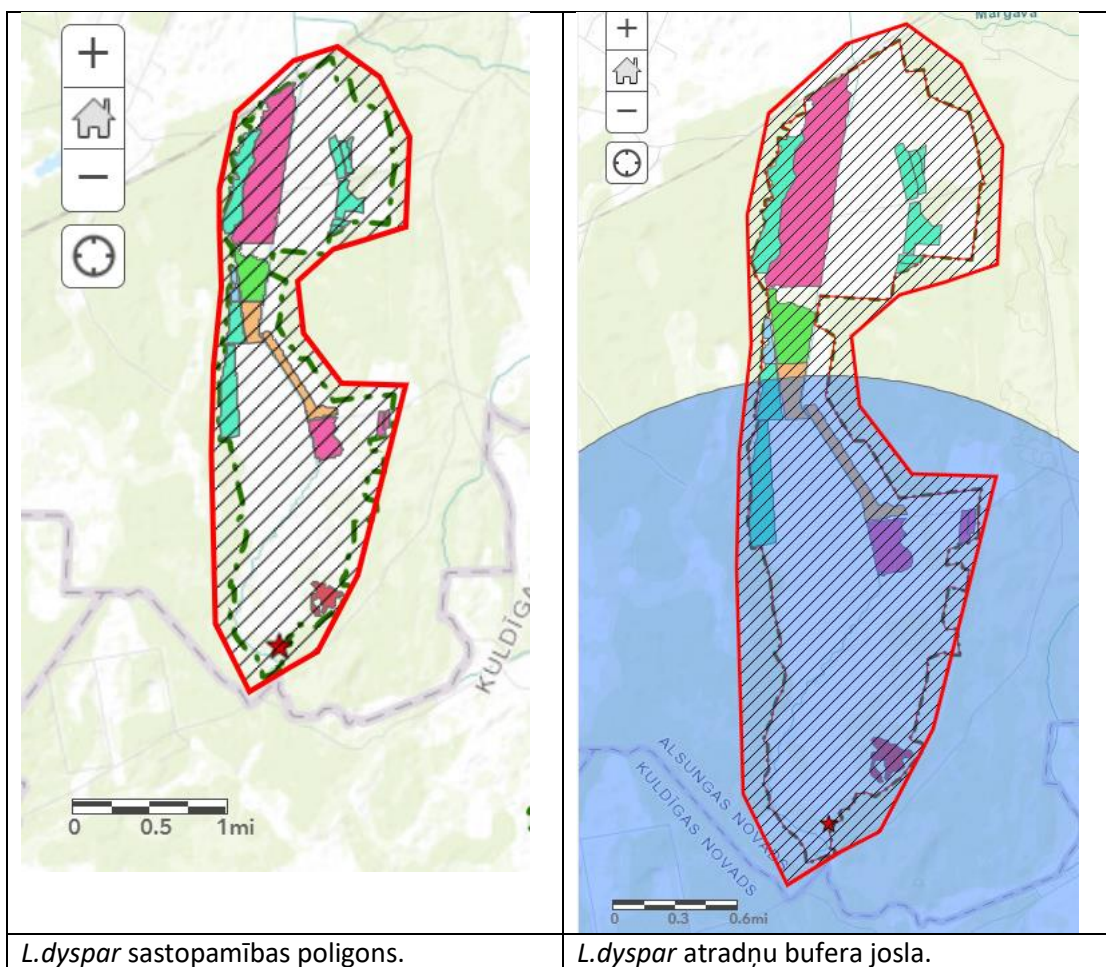 +
−
KULDĪGA
0 0.5 1mi
L.dyspar sastopamības poligons.
Margava
+
−
ALSUNGAS NOVADS
KULDĪGAS NOVADS
0 0.3 0.6mi
L.dyspar atradņu bufera josla.